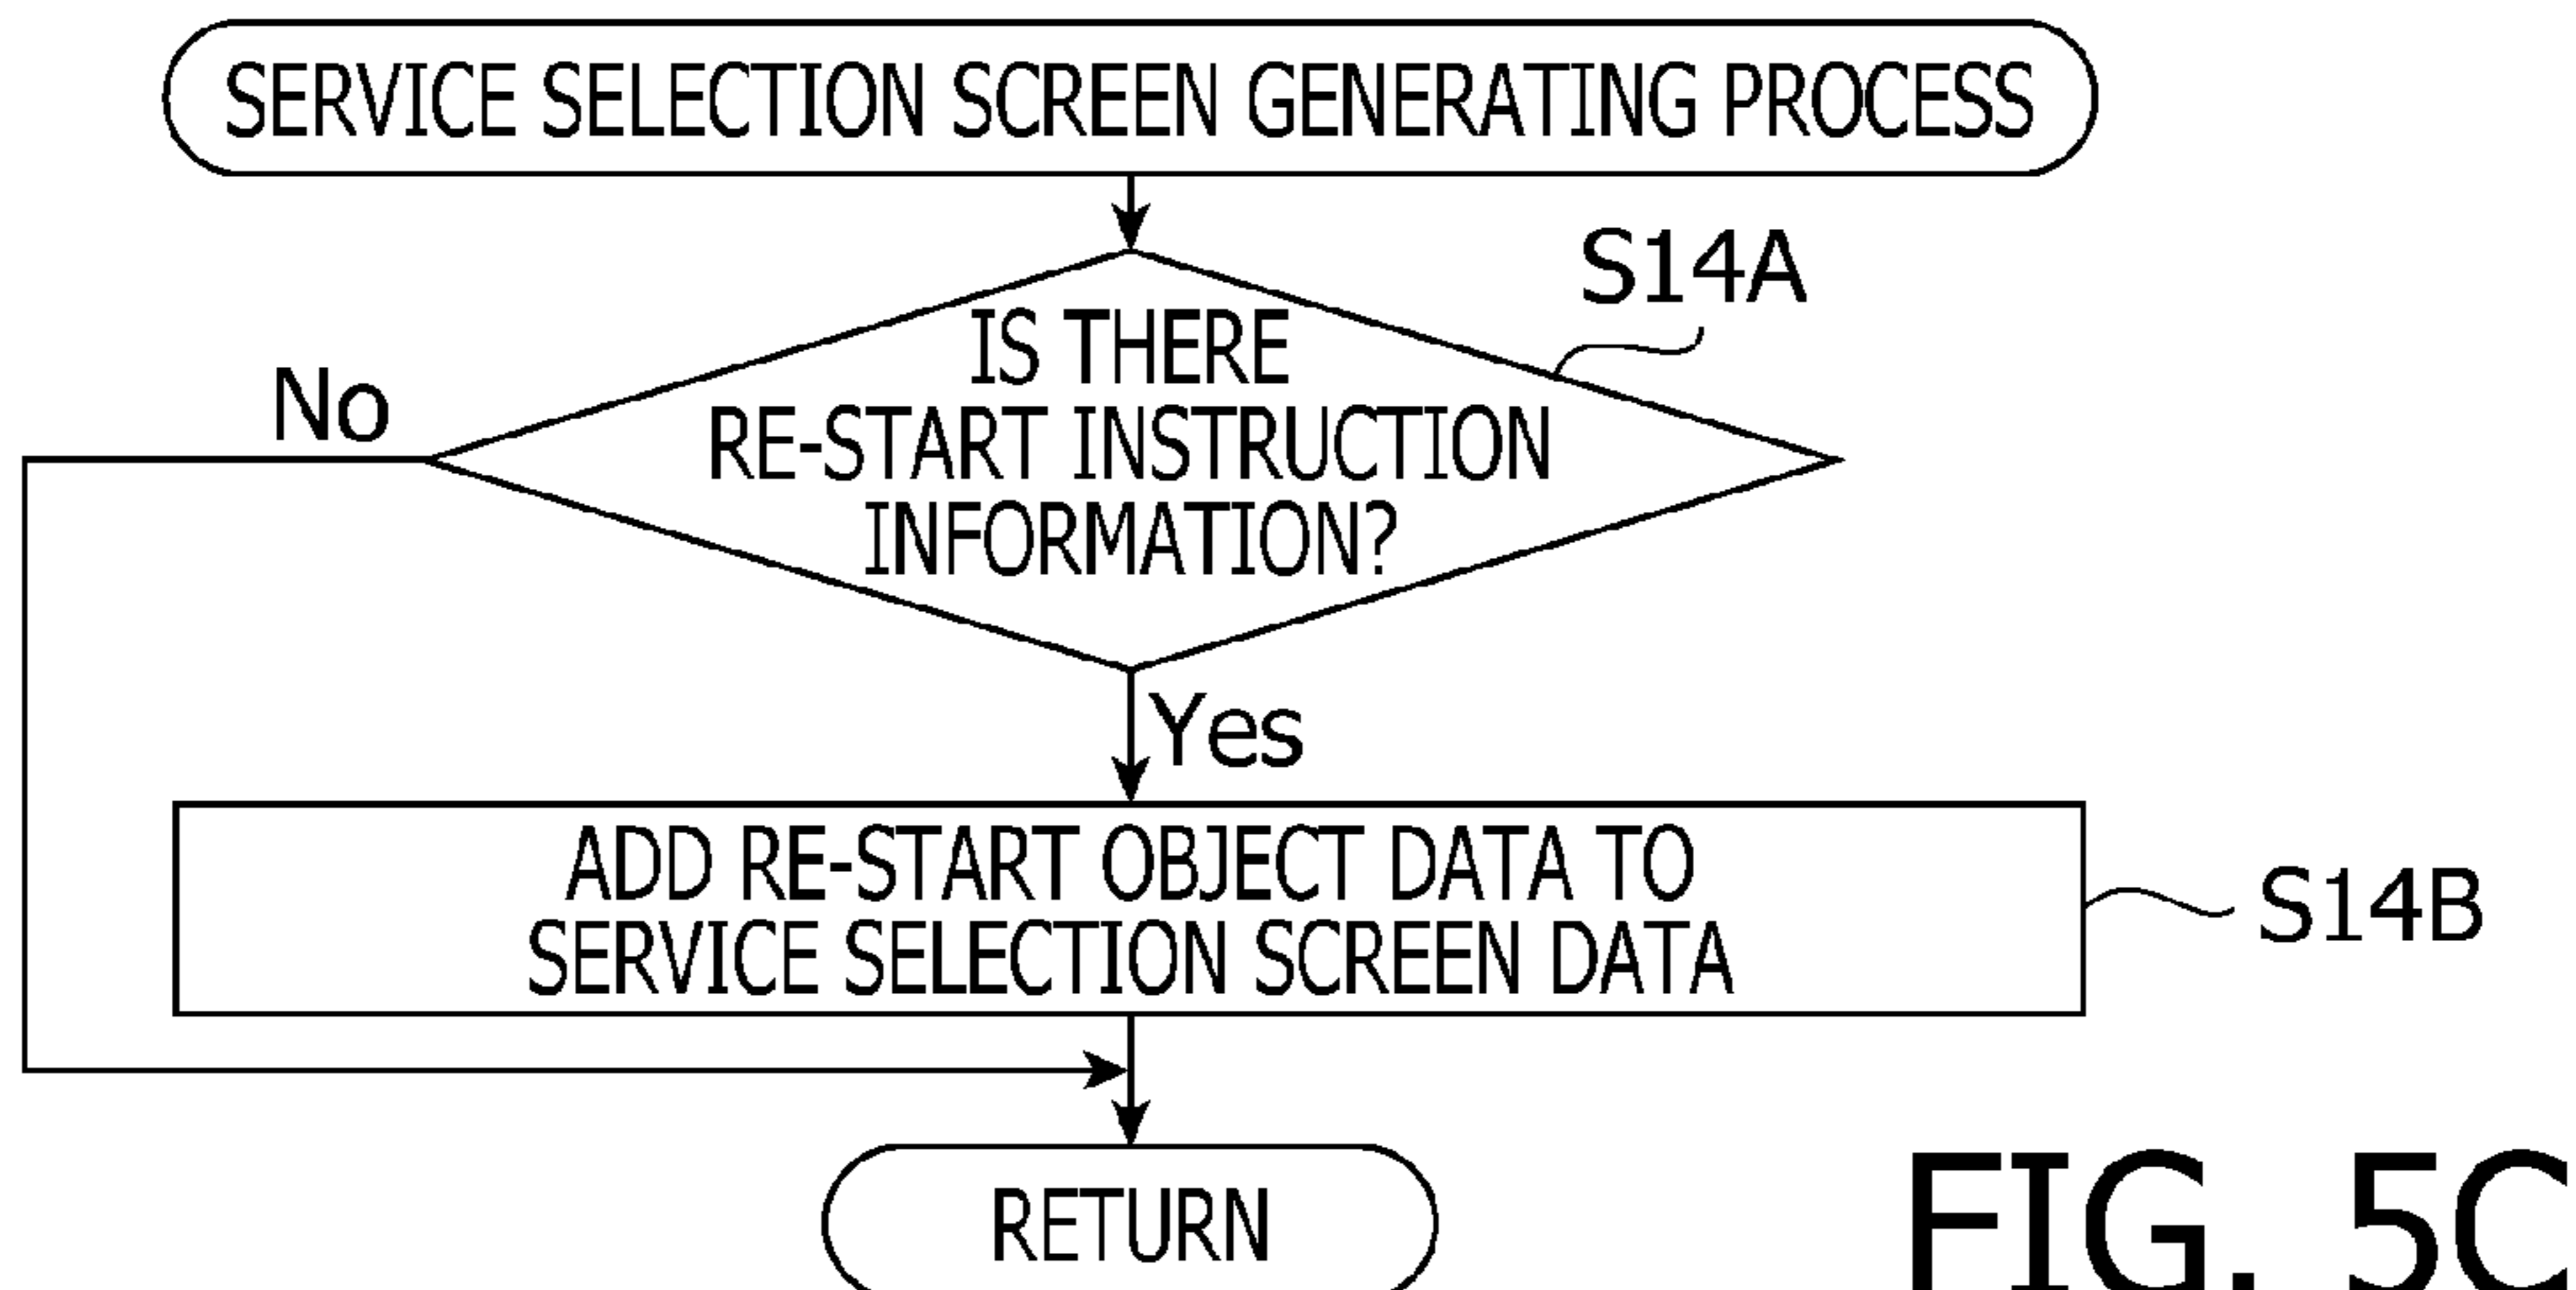 SERVICE SELECTION SCREEN GENERATING PROCESS
S14A
IS THERE
RE-START INSTRUCTION
INFORMATION?
No
Yes
ADD RE-START OBJECT DATA TO
SERVICE SELECTION SCREEN DATA
S14B
RETURN
FIG. 5C